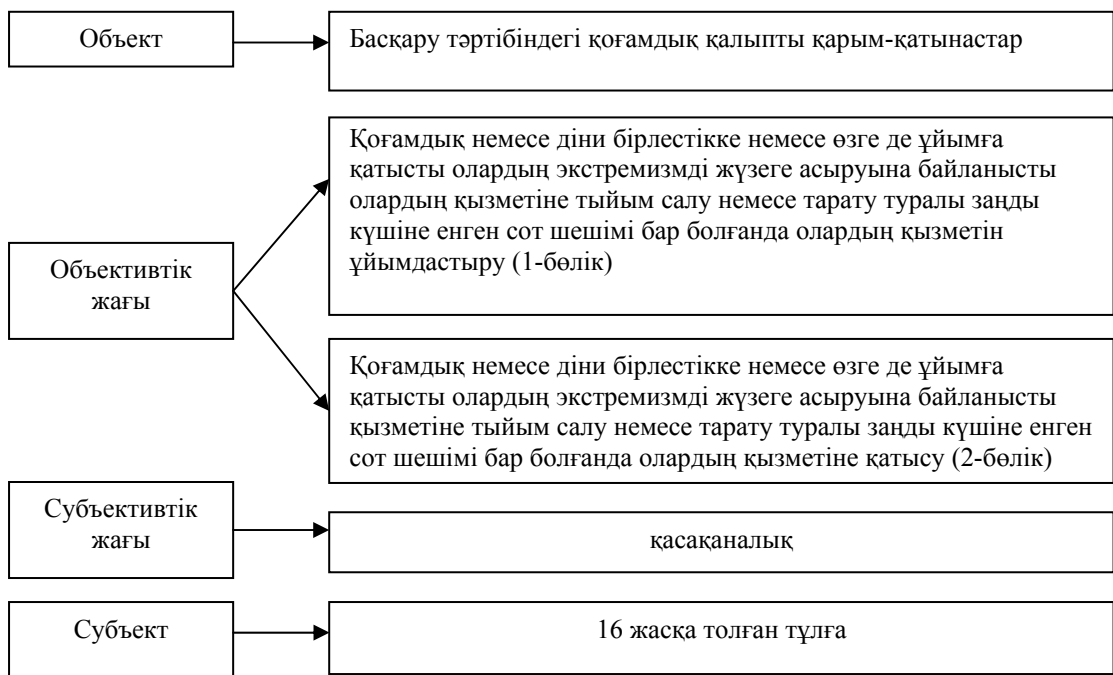 Объект
Басқару тәртібіндегі қоғамдық қалыпты қарым-қатынастар
Объективтік
жағы
Қоғамдық немесе діни бірлестікке немесе өзге де ұйымға
қатысты олардың экстремизмді жүзеге асыруына байланысты
олардың қызметіне тыйым салу немесе тарату туралы заңды
күшіне енген сот шешімі бар болғанда олардың қызметін
ұйымдастыру (1-бөлік)
Қоғамдық немесе діни бірлестікке немесе өзге де ұйымға
қатысты олардың экстремизмді жүзеге асыруына байланысты
қызметіне тыйым салу немесе тарату туралы заңды күшіне енген
сот шешімі бар болғанда олардың қызметіне қатысу (2-бөлік)
Субъективтік
жағы
қасақаналық
Субъект
16 жасқа толған тұлға